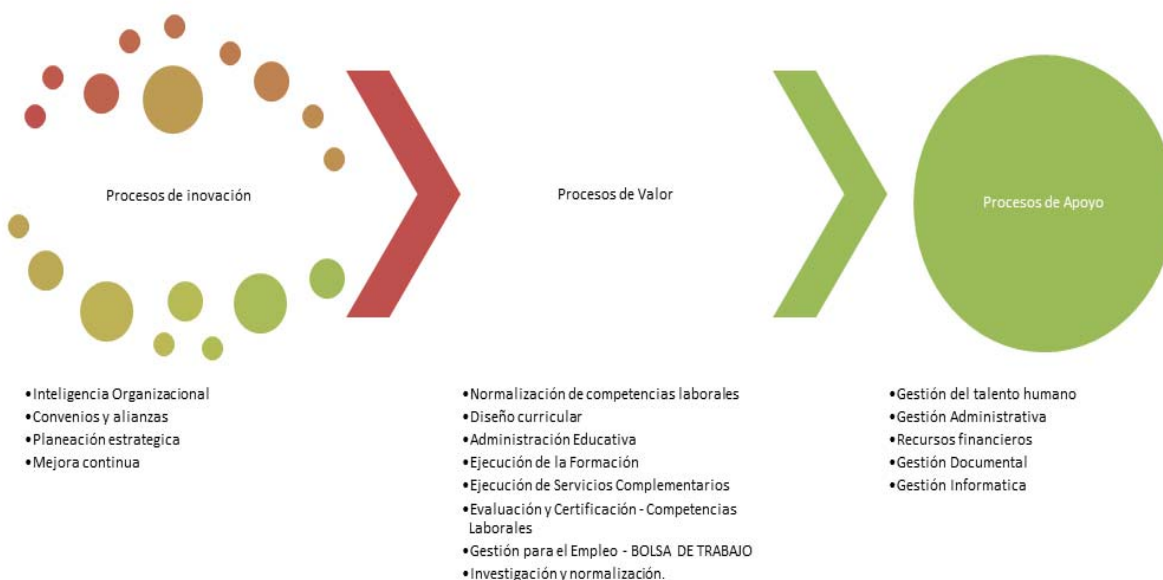 Procesos de inovación
Procesos de Valor
Procesos de Apoyo
•Inteligencia Organizacional
•Convenios y alianzas
•Planeación estrategica
•Mejora continua
•Normalización de competencias laborales
•Diseño curricular
•Administración Educativa
•Ejecución de la Formación
•Ejecución de Servicios Complementarios
•Evaluación y Certificación - Competencias
Laborales
•Gestión para el Empleo - BOLSA DE TRABAJO
•Investigación y normalización.
•Gestión del talento humano
•Gestión Administrativa
•Recursos financieros
•Gestión Documental
•Gestión Informatica